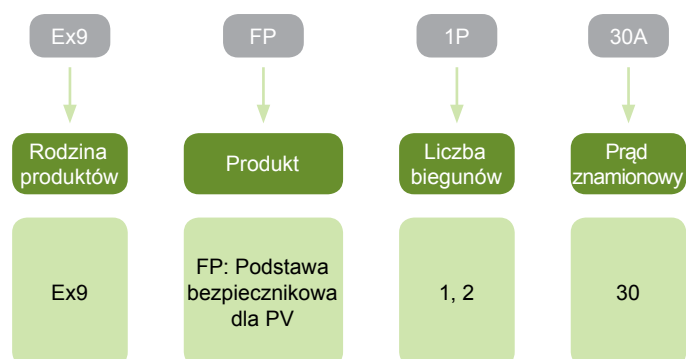 Ex9
FP
1P
30A
Rodzina
produktów
Produkt
Liczba
biegunów
Prąd
znamionowy
Ex9
FP: Podstawa
bezpiecznikowa
dla PV
1, 2
30